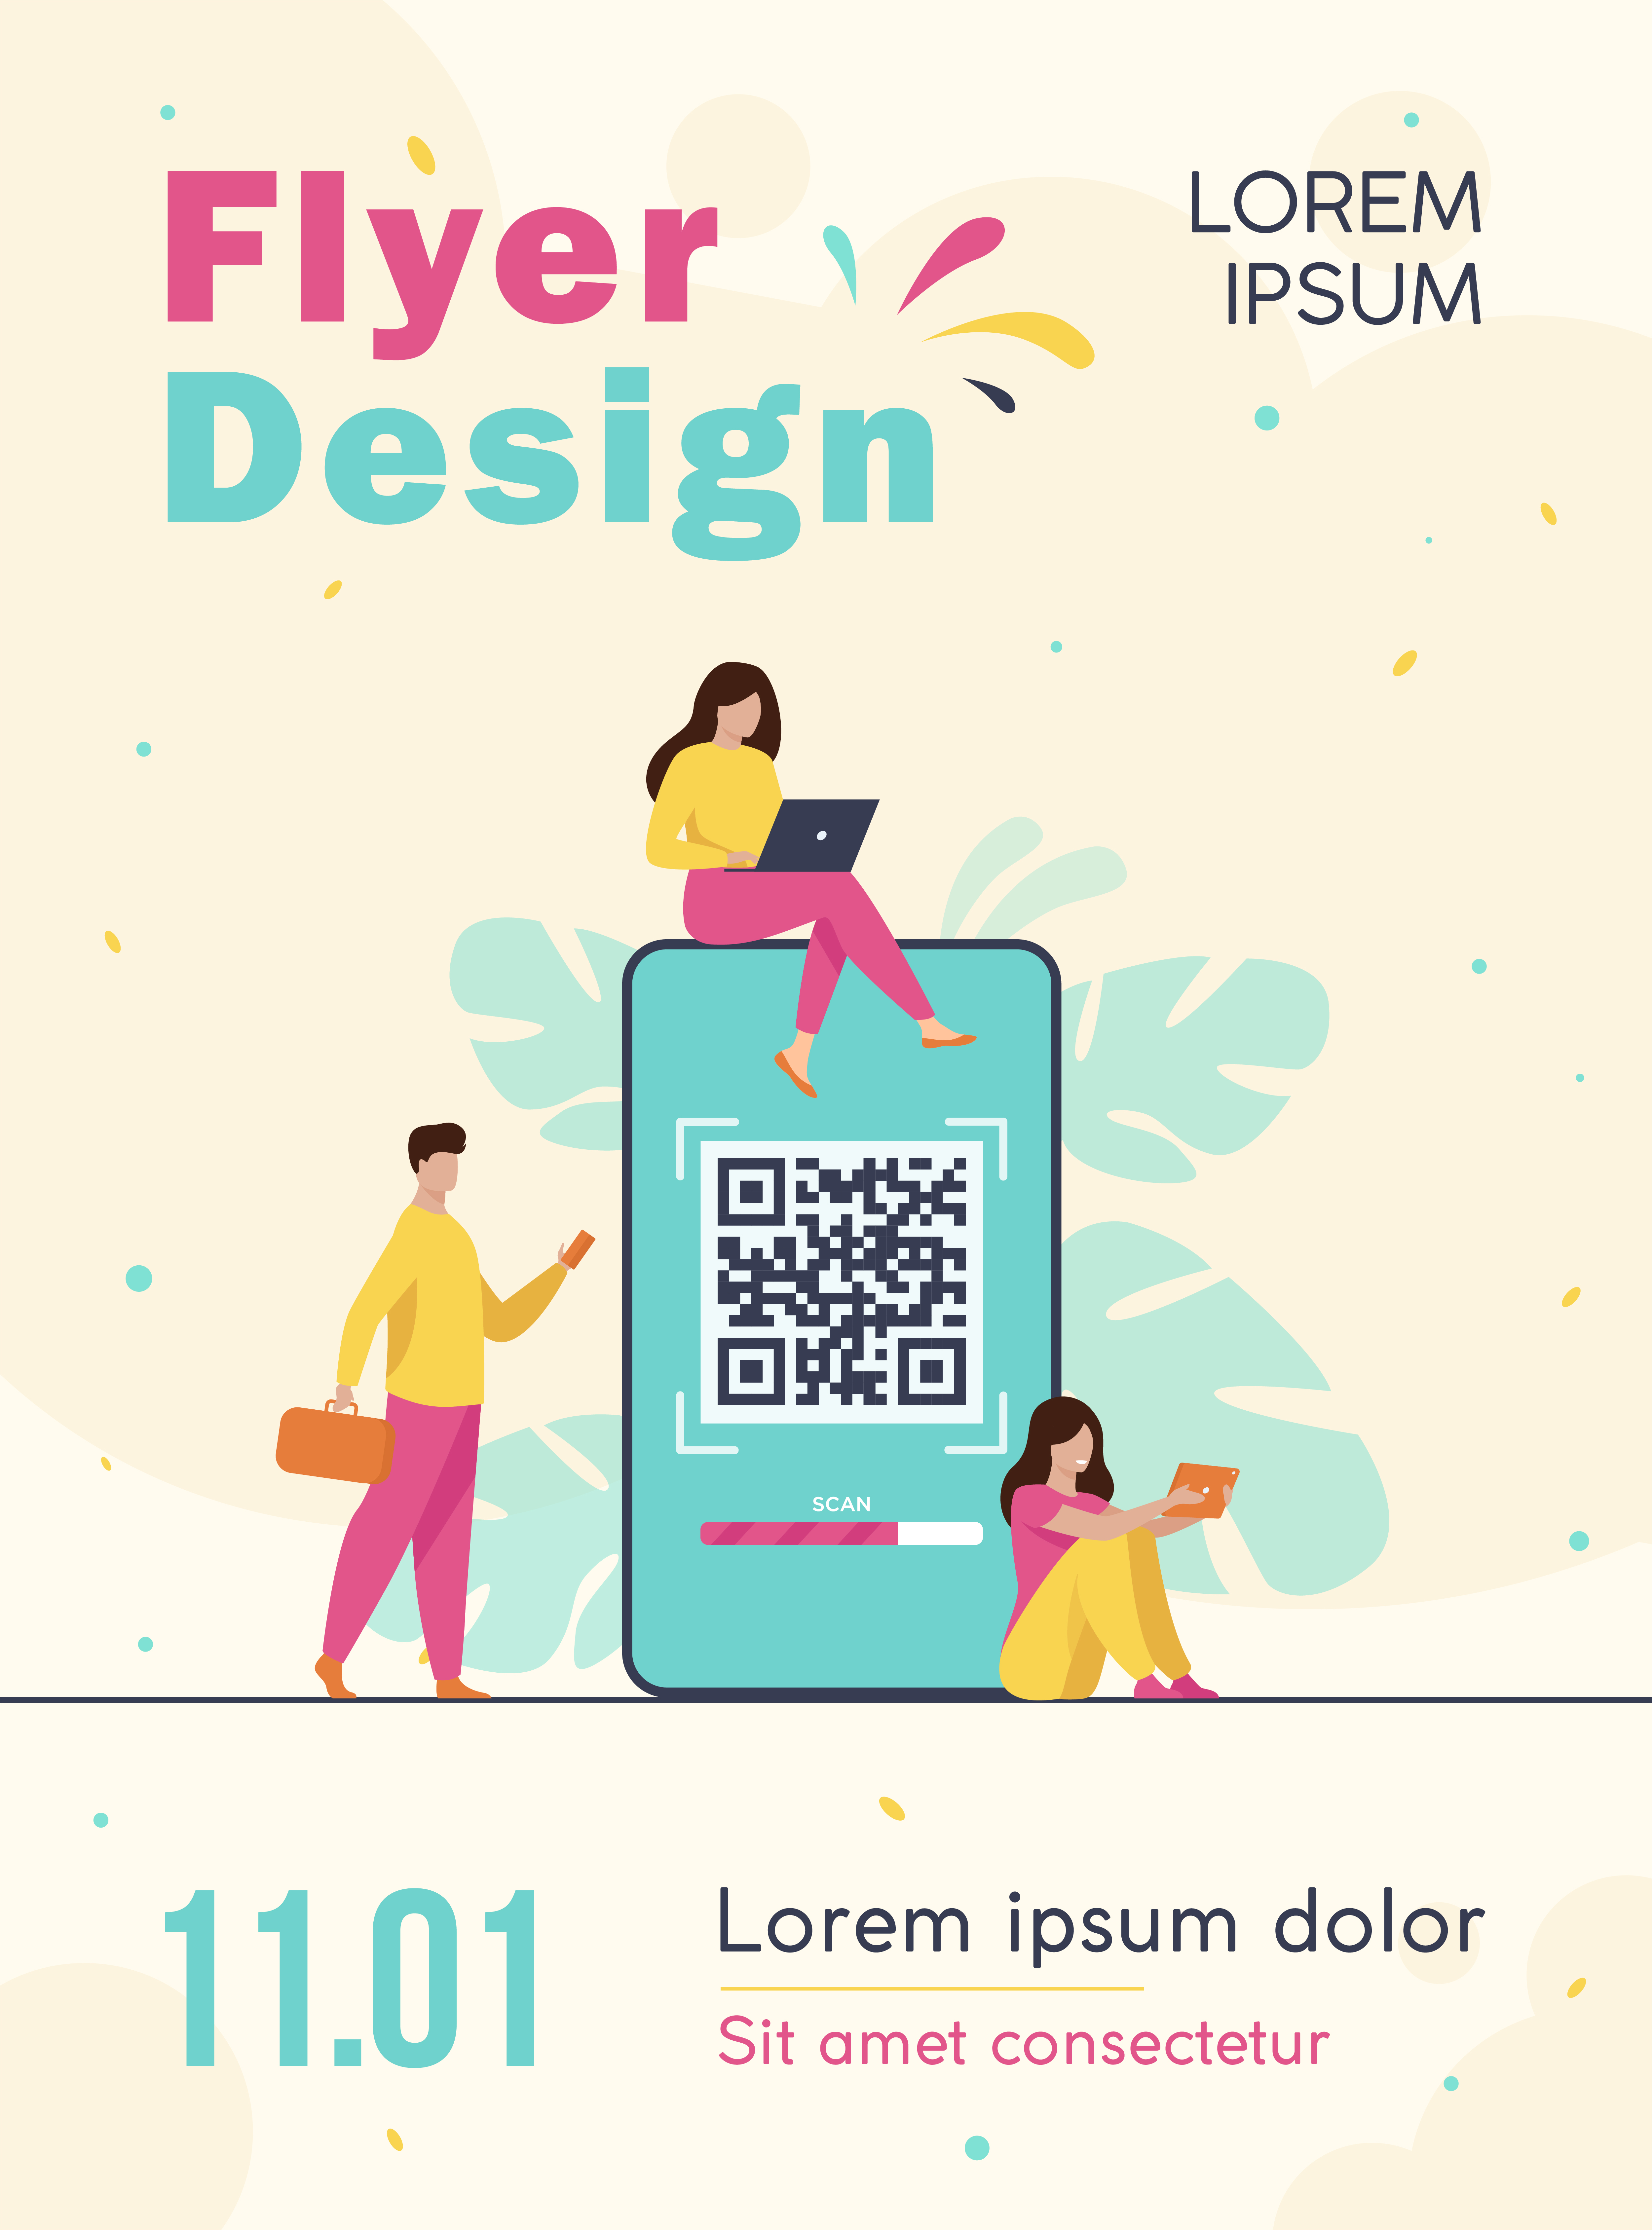 Flyer
Design
LOREM
IPSUM
SCAN
11.01
Lorem ipsum dolor
Sit amet consectetur